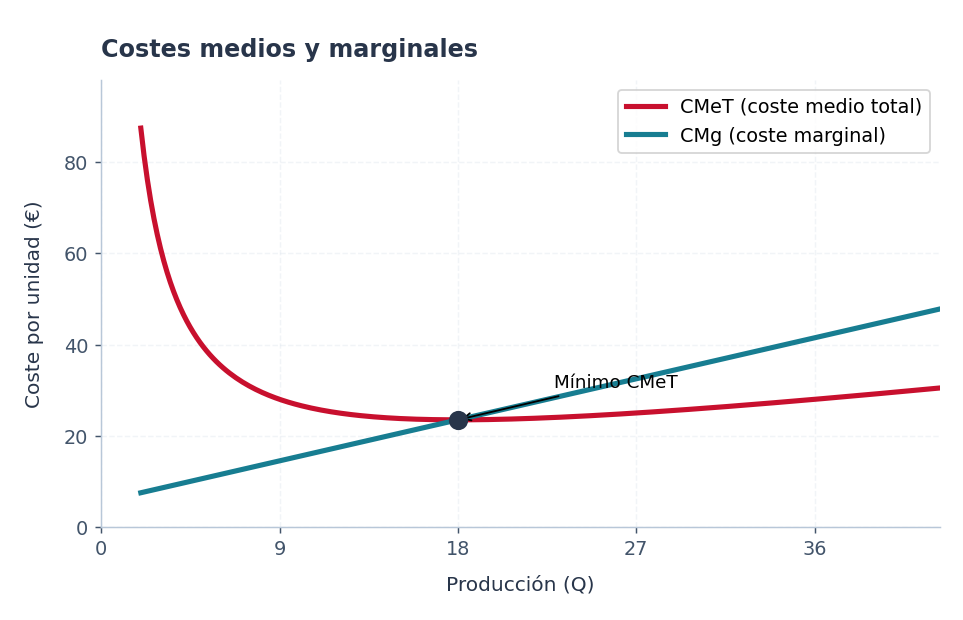 Costes medios y marginales
CMeT (coste medio total)
CMg (coste marginal)
Coste por unidad (€)
80
60
40
20
0
Mínimo CMeT
0 9 18 27 36
Producción (Q)